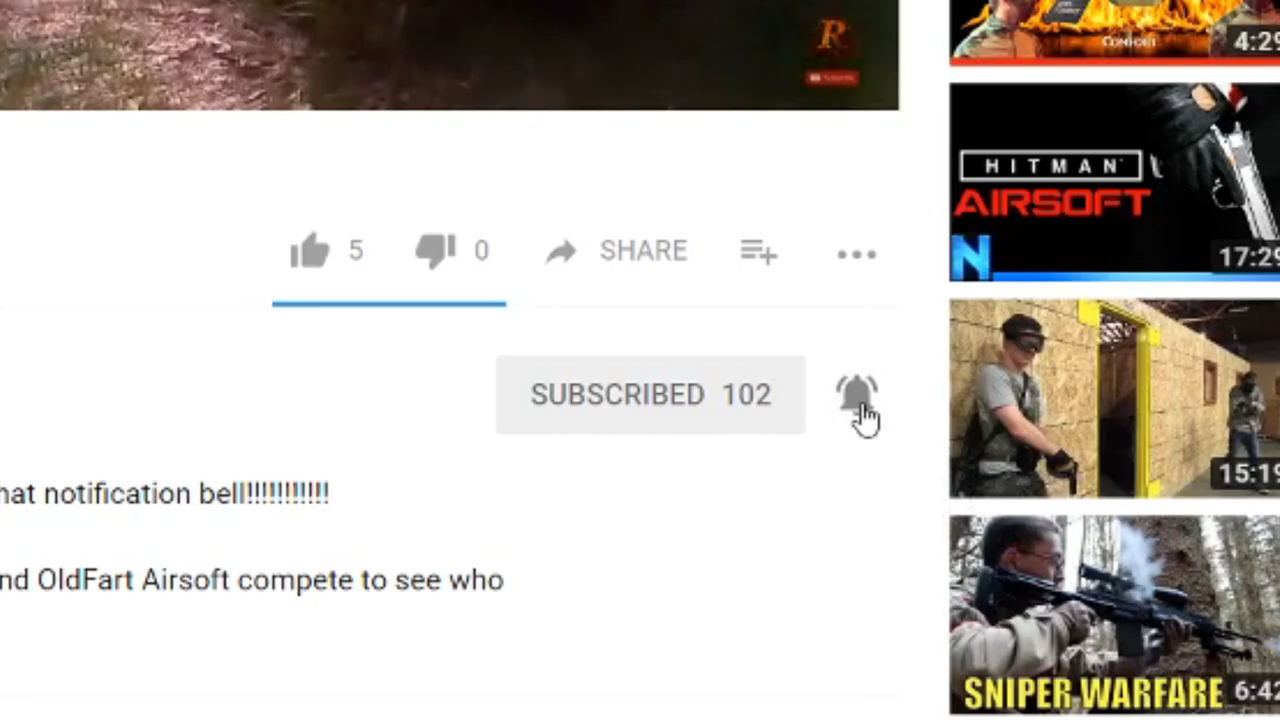 R
COMFORT
4:29
HITMAN
AIRSOFT
N
17:29
5 0 SHARE
SUBSCRIBED 102
hat notification bell!!!!!!!!!!!
nd OldFart Airsoft compete to see who
15:19
SNIPER WARFARE 6:42